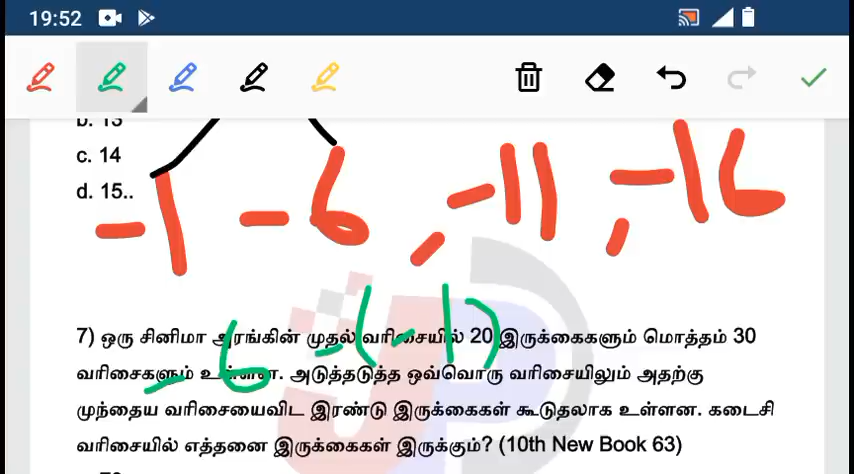 19:52
b. 13
c. 14
d. 15..
-1 -6, -11, -16
-6-(-1)
7) ஒரு சினிமா அரங்கின் முதல் வரிசையில் 20 இருக்கைகளும் மொத்தம் 30
வரிசைகளும் உள்ளன. அடுத்தடுத்த ஒவ்வொரு வரிசையிலும் அதற்கு
முந்தைய வரிசையைவிட இரண்டு இருக்கைகள் கூடுதலாக உள்ளன. கடைசி
வரிசையில் எத்தனை இருக்கைகள் இருக்கும்? (10th New Book 63)